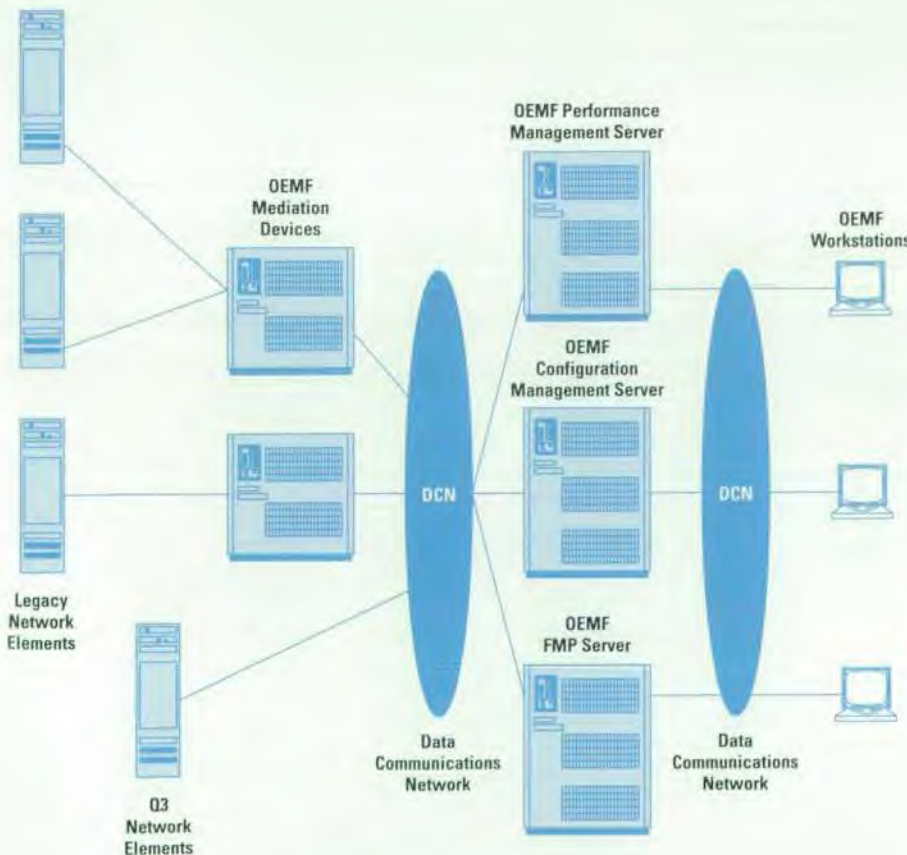 OEMF Performance
Management Server
OEMF
Mediation
Devices
OEMF
Workstations
OEMF
Configuration
Management Server
DCN
DCN
Legacy
Network
Elements
OEMF
FMP Server
Data
Communications
Network
Data
Communications
Network
Q3
Network
Elements